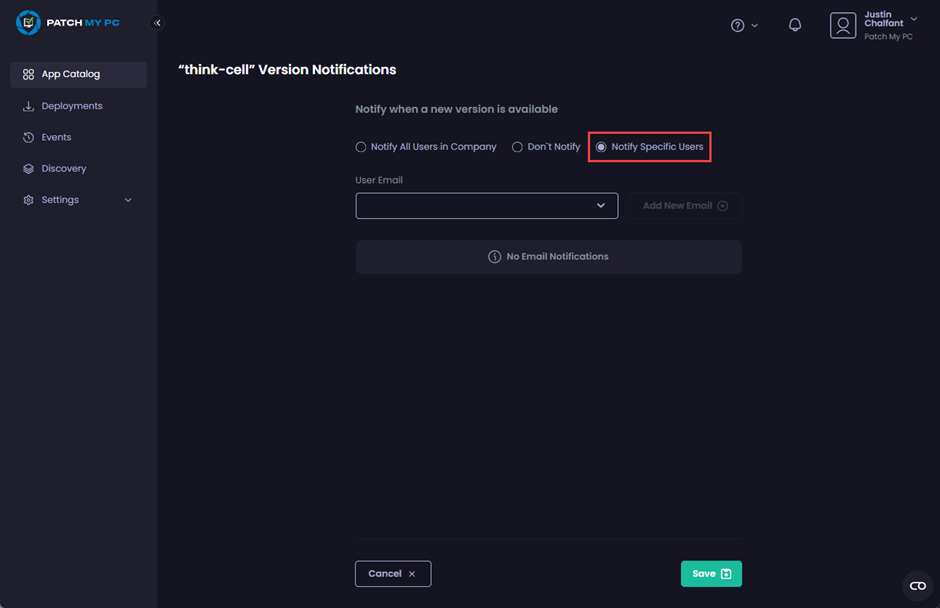 PATCH MY PC
Justin
Chalfant
Patch My PC
App Catalog
Deployments
Events
Discovery
Settings
“think-cell” Version Notifications
Notify when a new version is available
Notify All Users in Company
Don`t Notify
Notify Specific Users
User Email
Add New Email
No Email Notifications
Cancel
Save